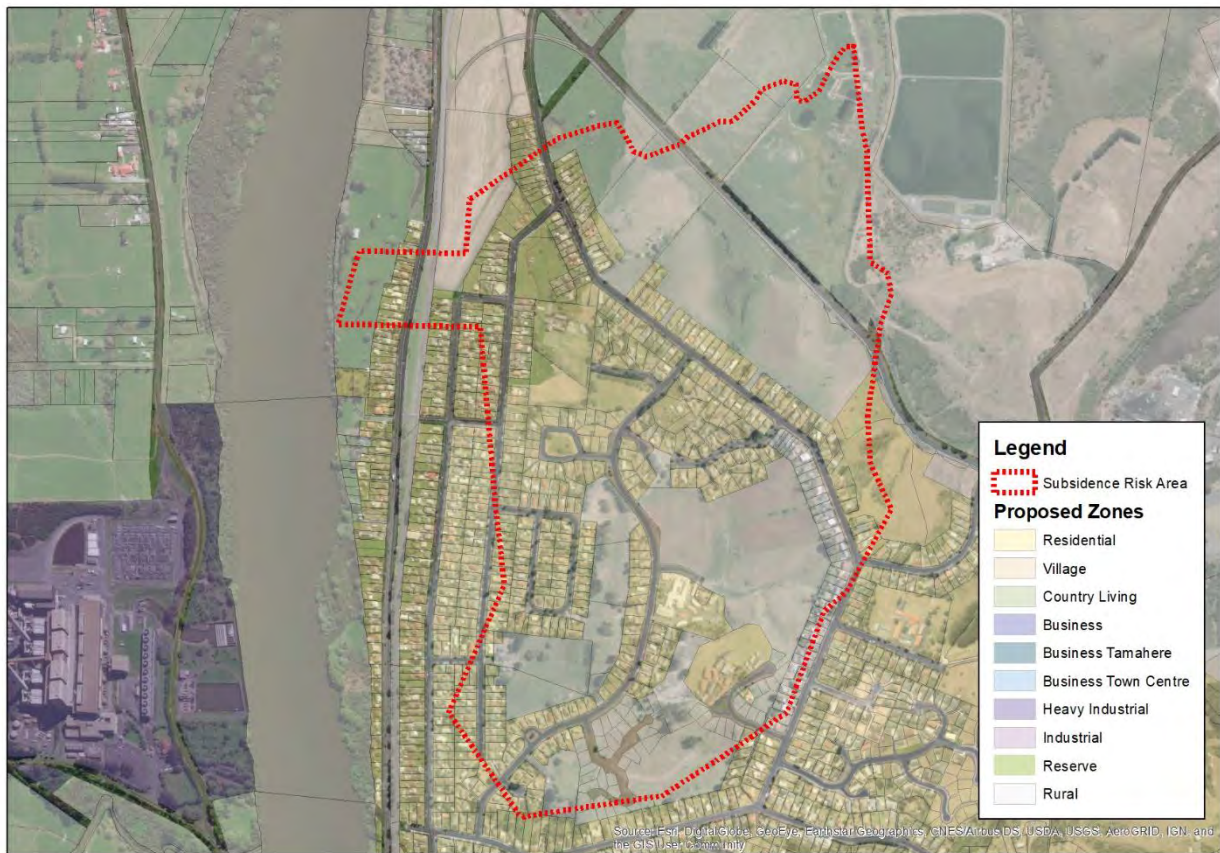 Legend
Subsidence Risk Area
Proposed Zones
Residential
Village
Country Living
Business
Business Tamahere
Business Town Centre
Heavy Industrial
Industrial
Reserve
Rural
Source: Esri, DigitalGlobe, GeoEye, Earthstar Geographics, CNES/Airbus DS, USDA, USGS, AeroGRID, IGN, and
the GIS User Community